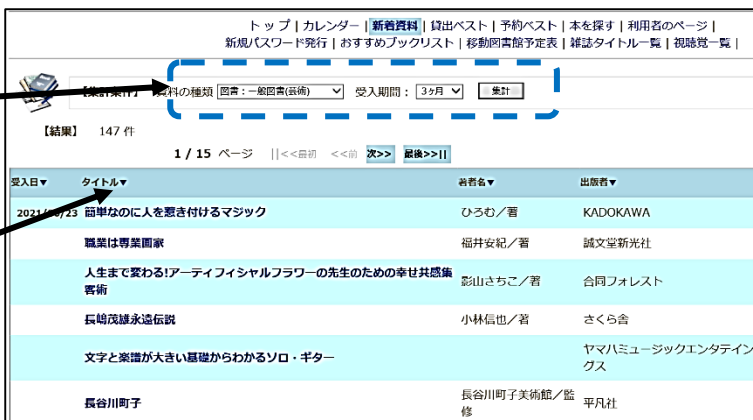 トップ | カレンダー | 新着資料 | 貸出ベスト | 予約ベスト | 本を探す | 利用者のページ |
新規パスワード発行 | おすすめブックリスト | 移動図書館予定表 | 雑誌タイトル一覧 | 視聴覚一覧 |
【集計条件】 資料の種類 図書:一般図書(芸術) 受入期間: 3ヶ月 集計
【結果】 147 件
1 / 15 ページ ||<<最初 <<前 次>> 最後>>||
受入日▼ タイトル▼ 著者名▼ 出版者▼
簡単なのに人を惹き付けるマジック ひろむ/著 KADOKAWA
職業は専業画家 福井安紀/著 誠文堂新光社
人生まで変わる!アーティフィシャルフラワーの先生のための幸せ共感集
客術 影山さちこ/著 合同フォレスト
長嶋茂雄永遠伝説 小林信也/著 さくら舎
文字と楽譜が大きい基礎からわかるソロ・ギター ヤマハミュージックエンタテイン
グス
長谷川町子 長谷川町子美術館/監
修 平凡社